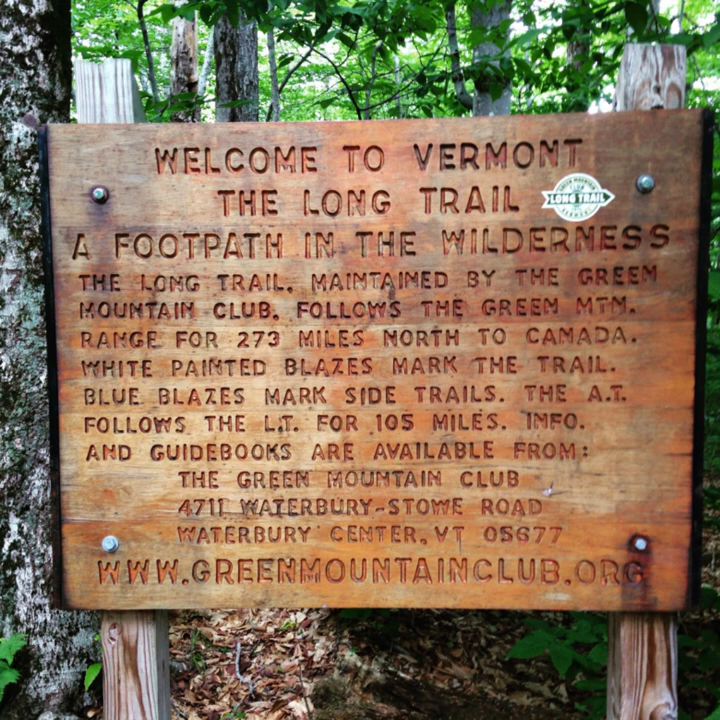 WELCOME TO VERMONT
THE LONG TRAIL
LONG TRAIL
A FOOTPATH IN THE WILDERNESS
THE LONG TRAIL, MAINTAINED BY THE GREEN
MOUNTAIN CLUB, FOLLOWS THE GREEN MTN.
RANGE FOR 273 MILES NORTH TO CANADA.
WHITE PAINTED BLAZES MARK THE TRAIL.
BLUE BLAZES MARK SIDE TRAILS. THE A.T.
FOLLOWS THE L.T. FOR 105 MILES. INFO.
AND GUIDEBOOKS ARE AVAILABLE FROM:
THE GREEN MOUNTAIN CLUB
4711 WATERBURY-STOWE ROAD
WATERBURY CENTER, VT 05677
WWW.GREENMOUNTAINCLUB.ORG